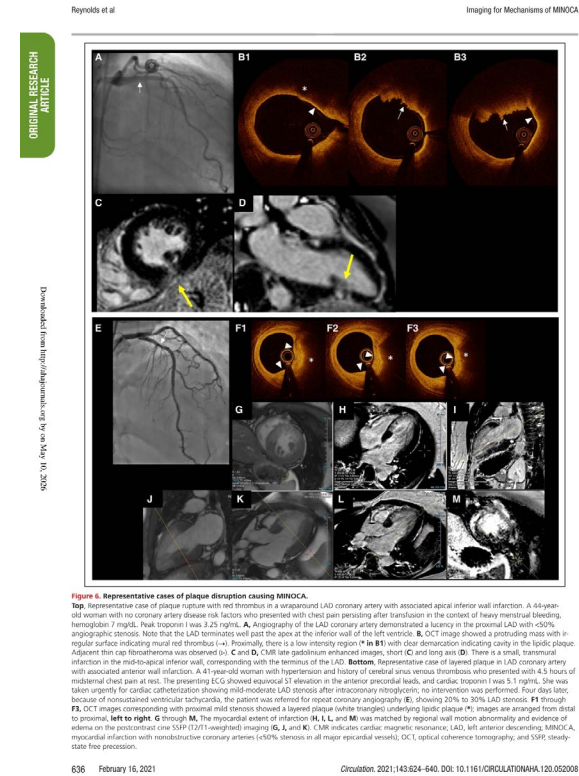 Reynolds et al
Imaging for Mechanisms of MINOCA
ORIGINAL RESEARCH
ARTICLE
A
B1
*
B2
B3
C
D
E
F1
*
F2
*
F3
*
G
H
I
J
K
L
M
Downloaded from http://ahajournals.org by on May 10, 2026
Figure 6. Representative cases of plaque disruption causing MINOCA.
Top, Representative case of plaque rupture with red thrombus in a wraparound LAD coronary artery with associated apical inferior wall infarction. A 44-year-
old woman with no coronary artery disease risk factors who presented with chest pain persisting after transfusion in the context of heavy menstrual bleeding,
hemoglobin 7 mg/dL. Peak troponin I was 3.25 ng/mL. A, Angiography of the LAD coronary artery demonstrated a lucency in the proximal LAD with <50%
angiographic stenosis. Note that the LAD terminates well past the apex at the inferior wall of the left ventricle. B, OCT image showed a protruding mass with ir-
regular surface indicating mural red thrombus (→). Proximally, there is a low intensity region (* in B1) with clear demarcation indicating cavity in the lipidic plaque.
Adjacent thin cap fibroatheroma was observed (▹). C and D, CMR late gadolinium enhanced images, short (C) and long axis (D). There is a small, transmural
infarction in the mid-to-apical inferior wall, corresponding with the terminus of the LAD. Bottom, Representative case of layered plaque in LAD coronary artery
with associated anterior wall infarction. A 41-year-old woman with hypertension and history of cerebral sinus venous thrombosis who presented with 4.5 hours of
midsternal chest pain at rest. The presenting ECG showed equivocal ST elevation in the anterior precordial leads, and cardiac troponin I was 5.1 ng/mL. She was
taken urgently for cardiac catheterization showing mild-moderate LAD stenosis after intracoronary nitroglycerin; no intervention was performed. Four days later,
because of nonsustained ventricular tachycardia, the patient was referred for repeat coronary angiography (E), showing 20% to 30% LAD stenosis. F1 through
F3, OCT images corresponding with proximal mild stenosis showed a layered plaque (white triangles) underlying lipidic plaque (*); images are arranged from distal
to proximal, left to right. G through M, The myocardial extent of infarction (H, I, L, and M) was matched by regional wall motion abnormality and evidence of
edema on the postcontrast cine SSFP (T2/T1-weighted) imaging (G, J, and K). CMR indicates cardiac magnetic resonance; LAD, left anterior descending; MINOCA,
myocardial infarction with nonobstructive coronary arteries (<50% stenosis in all major epicardial vessels); OCT, optical coherence tomography; and SSFP, steady-
state free precession.
636 February 16, 2021
Circulation. 2021;143:624–640. DOI: 10.1161/CIRCULATIONAHA.120.052008